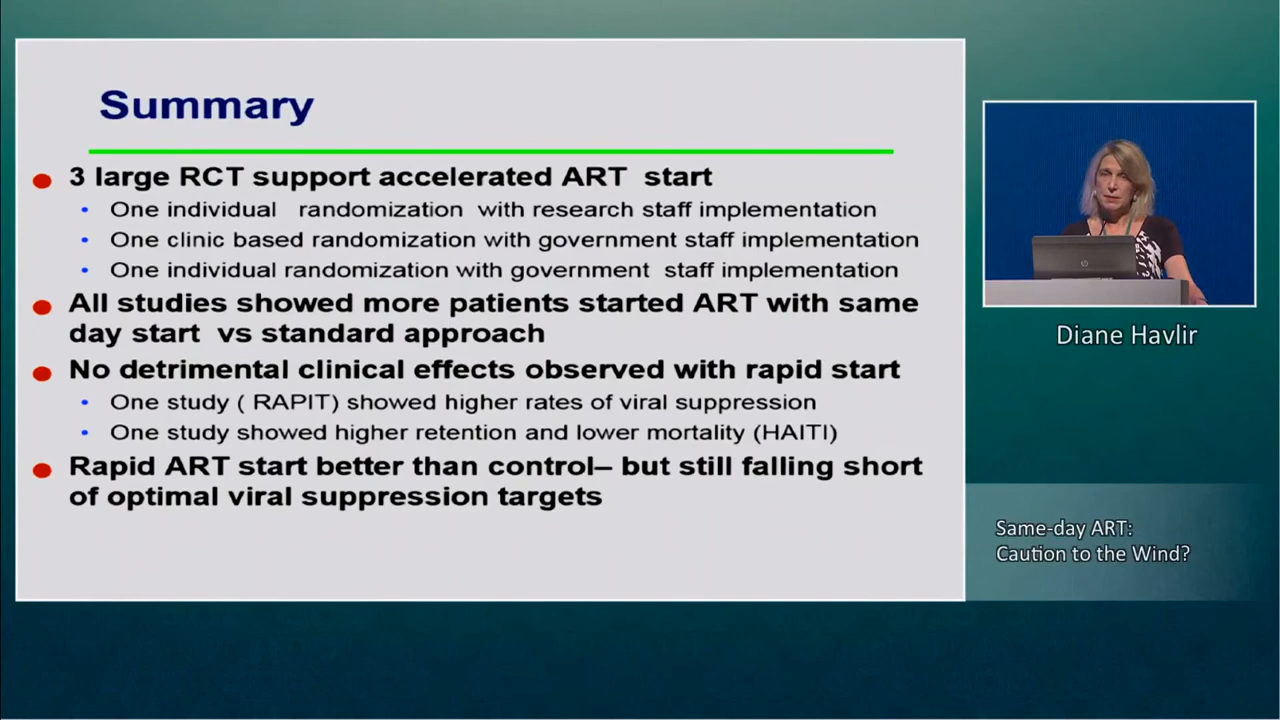 Summary
3 large RCT support accelerated ART start
One individual randomization with research staff implementation
One clinic based randomization with government staff implementation
One individual randomization with government staff implementation
All studies showed more patients started ART with same
day start vs standard approach
No detrimental clinical effects observed with rapid start
One study ( RAPIT) showed higher rates of viral suppression
One study showed higher retention and lower mortality (HAITI)
Rapid ART start better than control– but still falling short
of optimal viral suppression targets
Diane Havlir
Same-day ART:
Caution to the Wind?